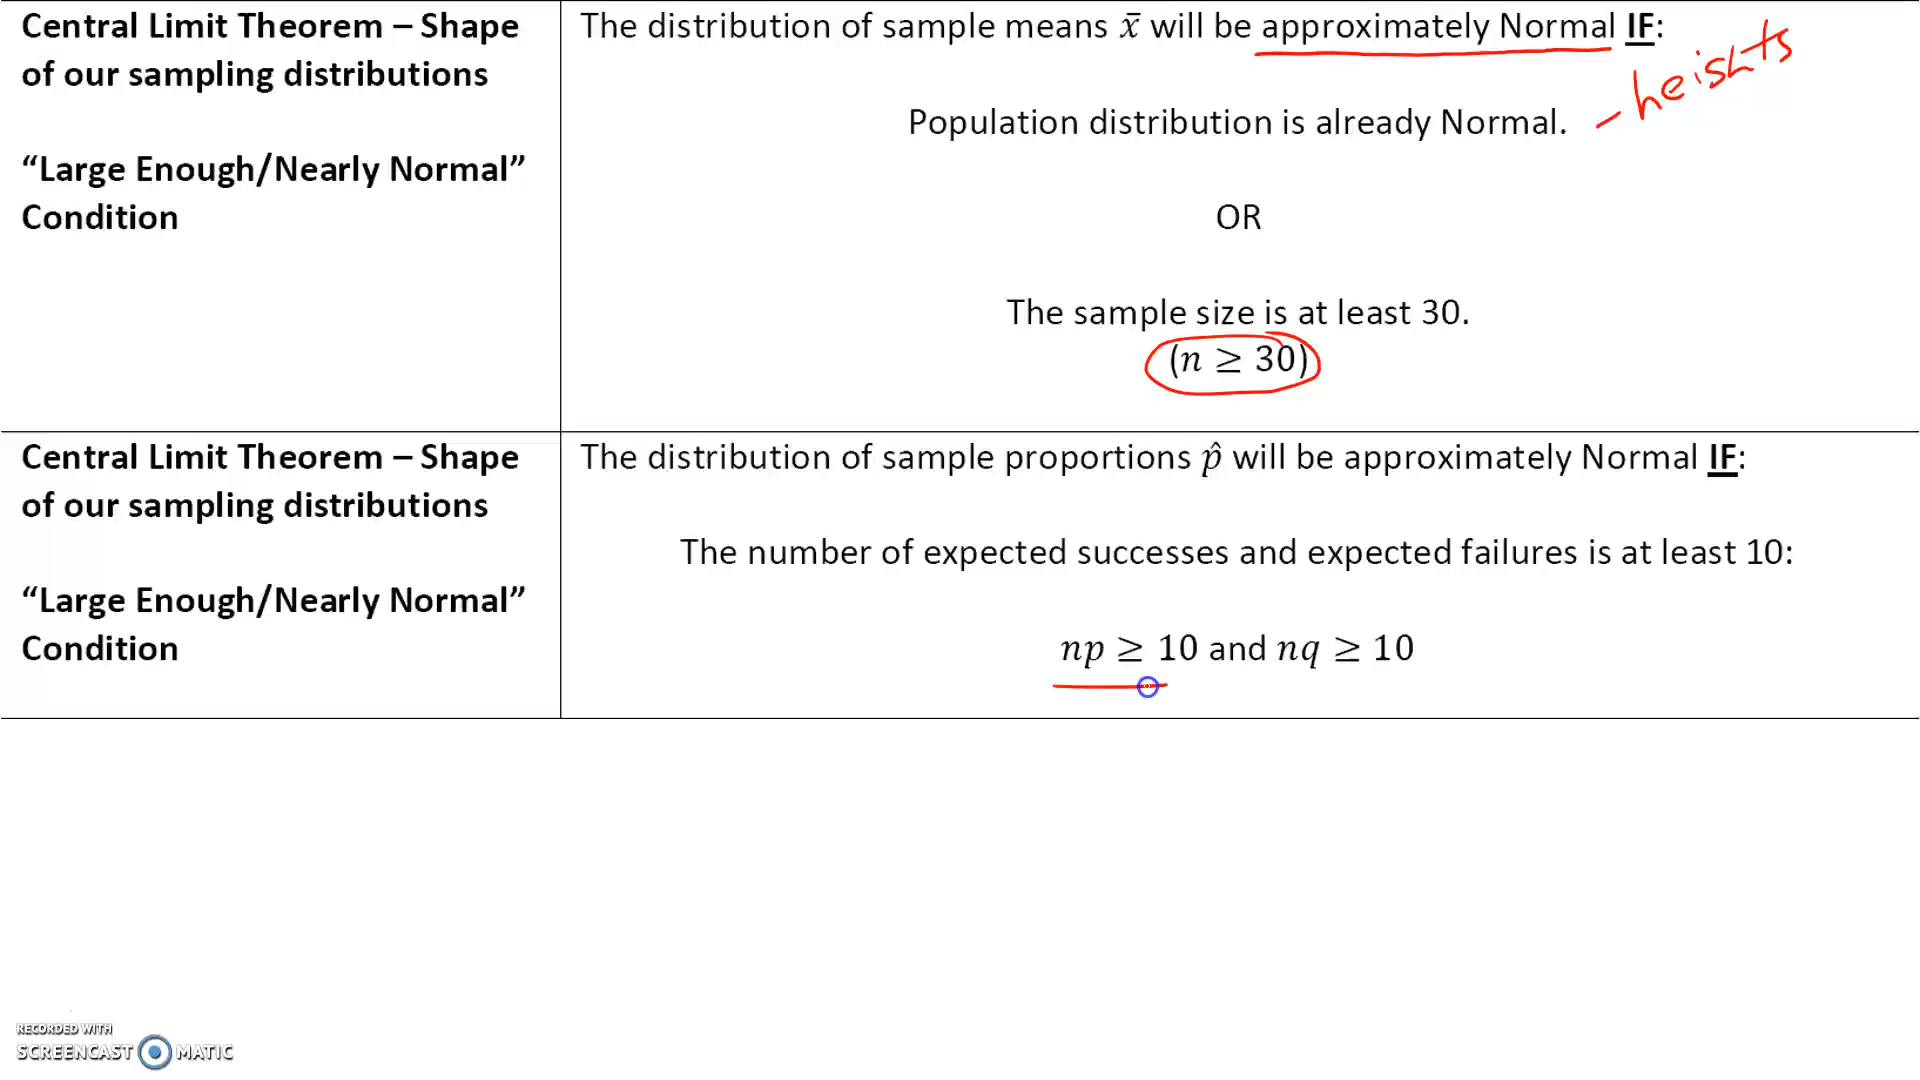 Central Limit Theorem – Shape
of our sampling distributions
“Large Enough/Nearly Normal”
Condition
The distribution of sample means x̄ will be approximately Normal IF:
Population distribution is already Normal.
- heights
OR
The sample size is at least 30.
(n ≥ 30)
Central Limit Theorem – Shape
of our sampling distributions
“Large Enough/Nearly Normal”
Condition
The distribution of sample proportions p̂ will be approximately Normal IF:
The number of expected successes and expected failures is at least 10:
np ≥ 10 and nq ≥ 10
RECORDED WITH
SCREENCAST MATIC